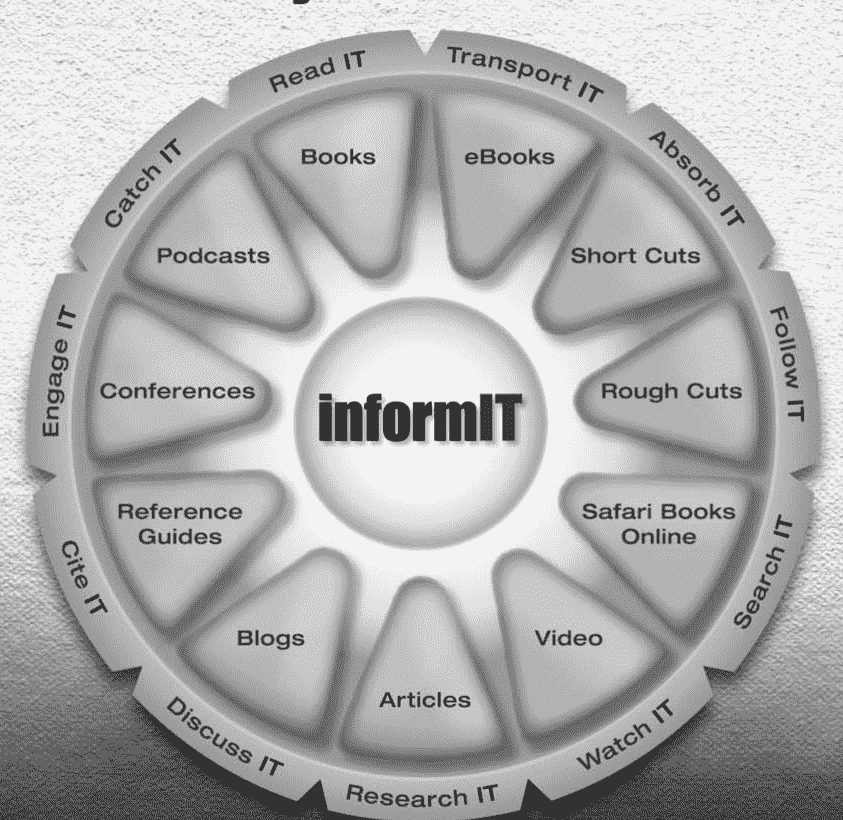 Read IT
Transport IT
Absorb IT
Follow IT
Search IT
Watch IT
Research IT
Discuss IT
Cite IT
Engage IT
Catch IT
Books
eBooks
Short Cuts
Rough Cuts
Safari Books
Online
Video
Articles
Blogs
Reference
Guides
Conferences
Podcasts
informIT